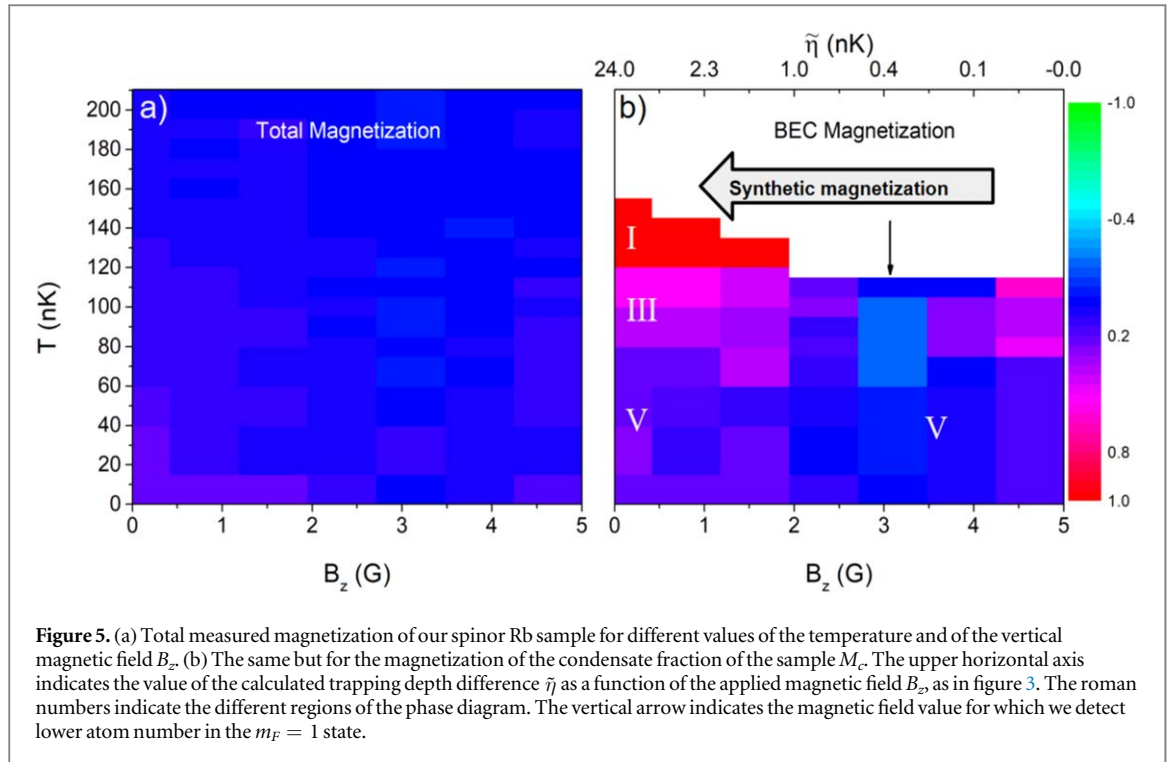 η̃ (nK)
24.0 2.3 1.0 0.4 0.1 -0.0
a) Total Magnetization
b) BEC Magnetization
Synthetic magnetization
I
III
V V
T (nK)
200
180
160
140
120
100
80
60
40
20
0
0 1 2 3 4 5
0 1 2 3 4 5
B_z (G)
B_z (G)
-1.0
-0.4
0.2
0.8
1.0
Figure 5. (a) Total measured magnetization of our spinor Rb sample for different values of the temperature and of the vertical
magnetic field B_z. (b) The same but for the magnetization of the condensate fraction of the sample M_c. The upper horizontal axis
indicates the value of the calculated trapping depth difference η̃ as a function of the applied magnetic field B_z, as in figure 3. The roman
numbers indicate the different regions of the phase diagram. The vertical arrow indicates the magnetic field value for which we detect
lower atom number in the m_F = 1 state.